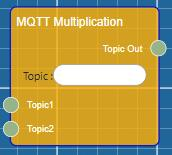 MQTT Multiplication
Topic Out
Topic :
Topic1
Topic2